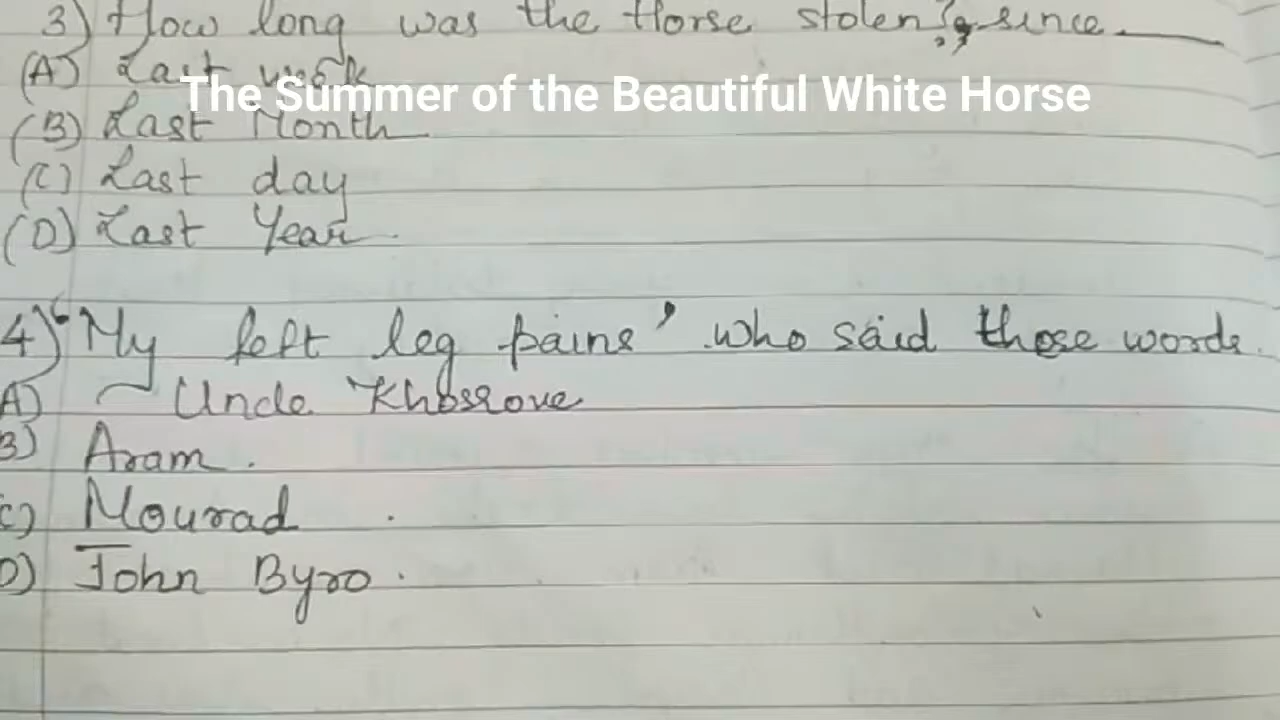 3) How long was the Horse stolen?, since
(A) Last week
The Summer of the Beautiful White Horse
(B) Last Month
(C) Last day
(D) Last Year.
4) ‘My left leg pains’ who said these words.
A) Uncle Khosrove
B) Aram.
C) Mourad
D) John Byro.